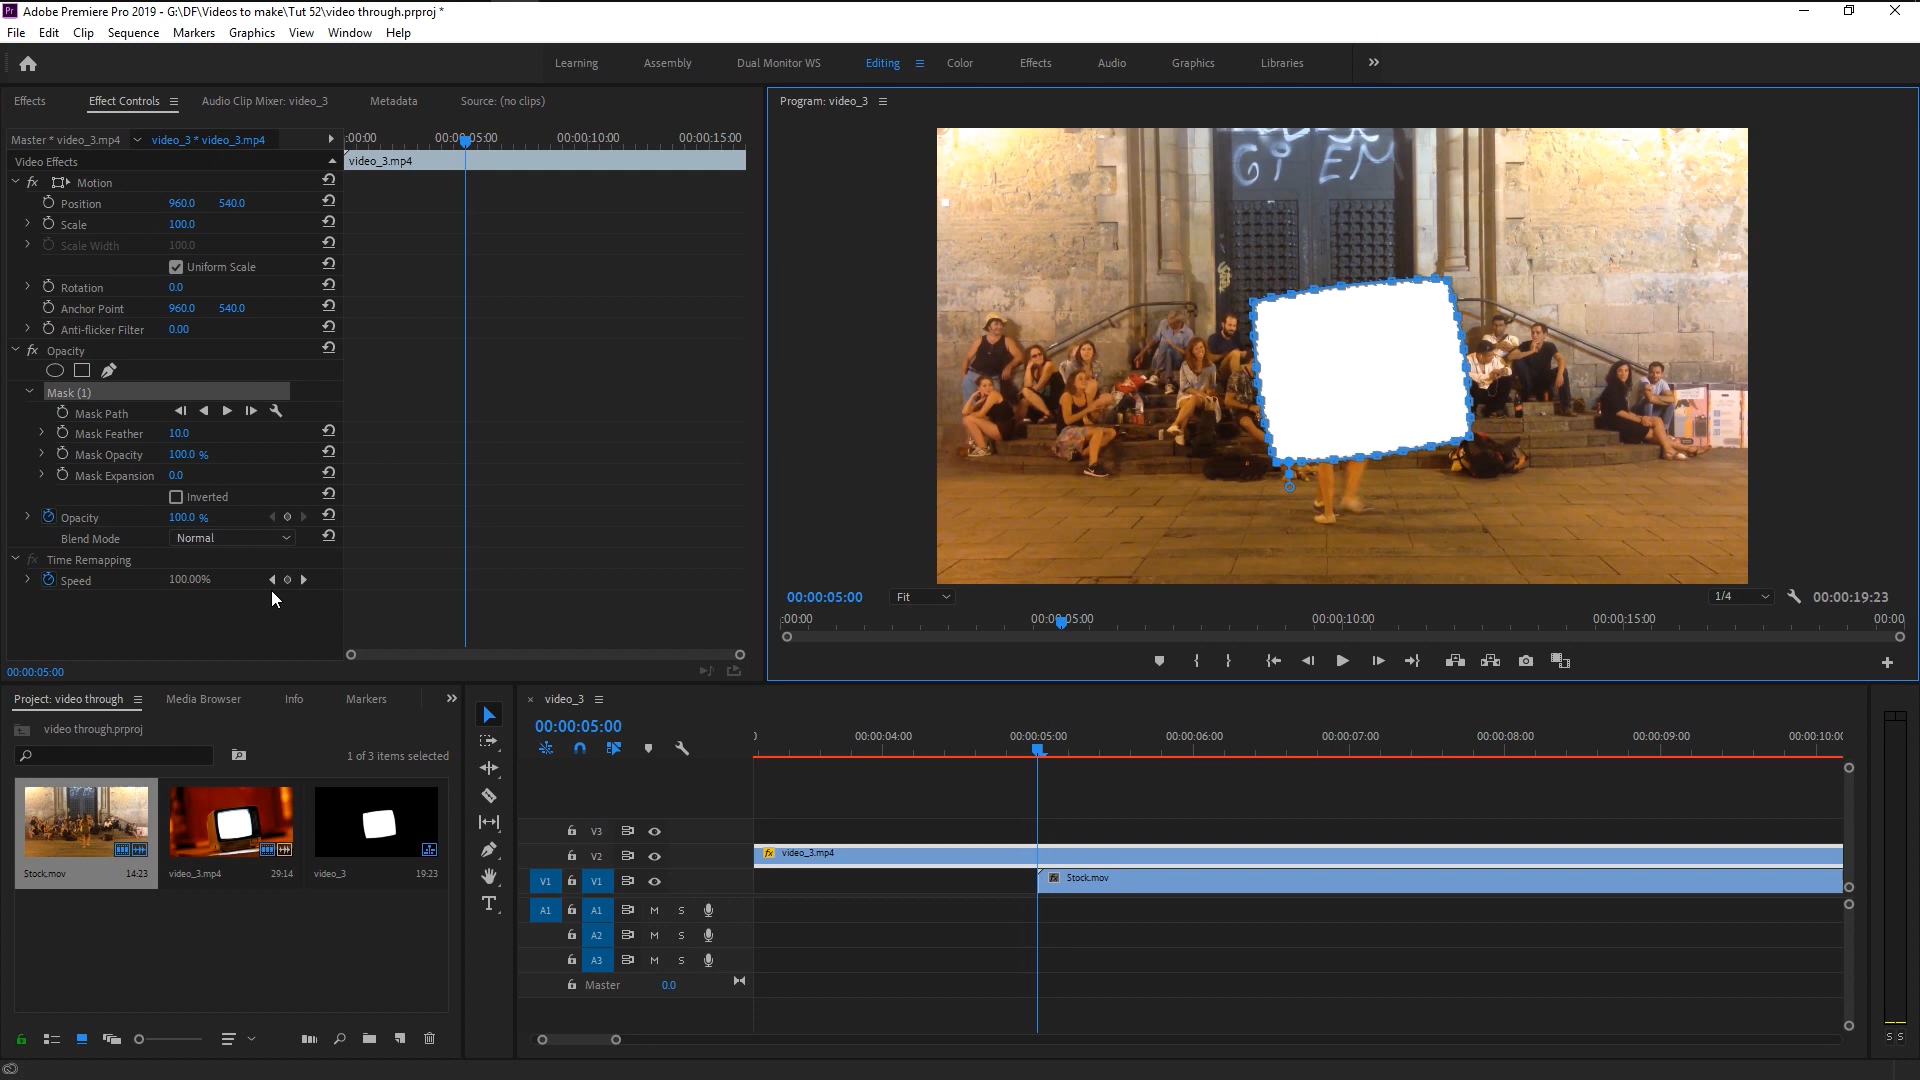 Pr Adobe Premiere Pro 2019 - G:\DF\Videos to make\Tut 52\video through.prproj *
File Edit Clip Sequence Markers Graphics View Window Help
Learning Assembly Dual Monitor WS Editing Color Effects Audio Graphics Libraries
Effects Effect Controls Audio Clip Mixer: video_3 Metadata Source: (no clips)
Program: video_3
Master * video_3.mp4 video_3 * video_3.mp4
:00:00 00:00:05:00 00:00:10:00 00:00:15:00
Video Effects
video_3.mp4
fx Motion
Position 960.0 540.0
Scale 100.0
Scale Width 100.0
Uniform Scale
Rotation 0.0
Anchor Point 960.0 540.0
Anti-flicker Filter 0.00
fx Opacity
Mask (1)
Mask Path
Mask Feather 10.0
Mask Opacity 100.0 %
Mask Expansion 0.0
Inverted
Opacity 100.0 %
Blend Mode Normal
fx Time Remapping
Speed 100.00%
00:00:05:00
00:00:05:00 Fit 1/4 00:00:19:23
:00:00 00:00:05:00 00:00:10:00 00:00:15:00 00:00
Project: video through Media Browser Info Markers
video through.prproj
1 of 3 items selected
Stock.mov 14:23
video_3.mp4 29:14
video_3 19:23
× video_3
00:00:05:00
0 00:00:04:00 00:00:05:00 00:00:06:00 00:00:07:00 00:00:08:00 00:00:09:00 00:00:10:00
V3
V2 fx video_3.mp4
V1 V1 fx Stock.mov
A1 A1 M S
A2 M S
A3 M S
Master 0.0
S S